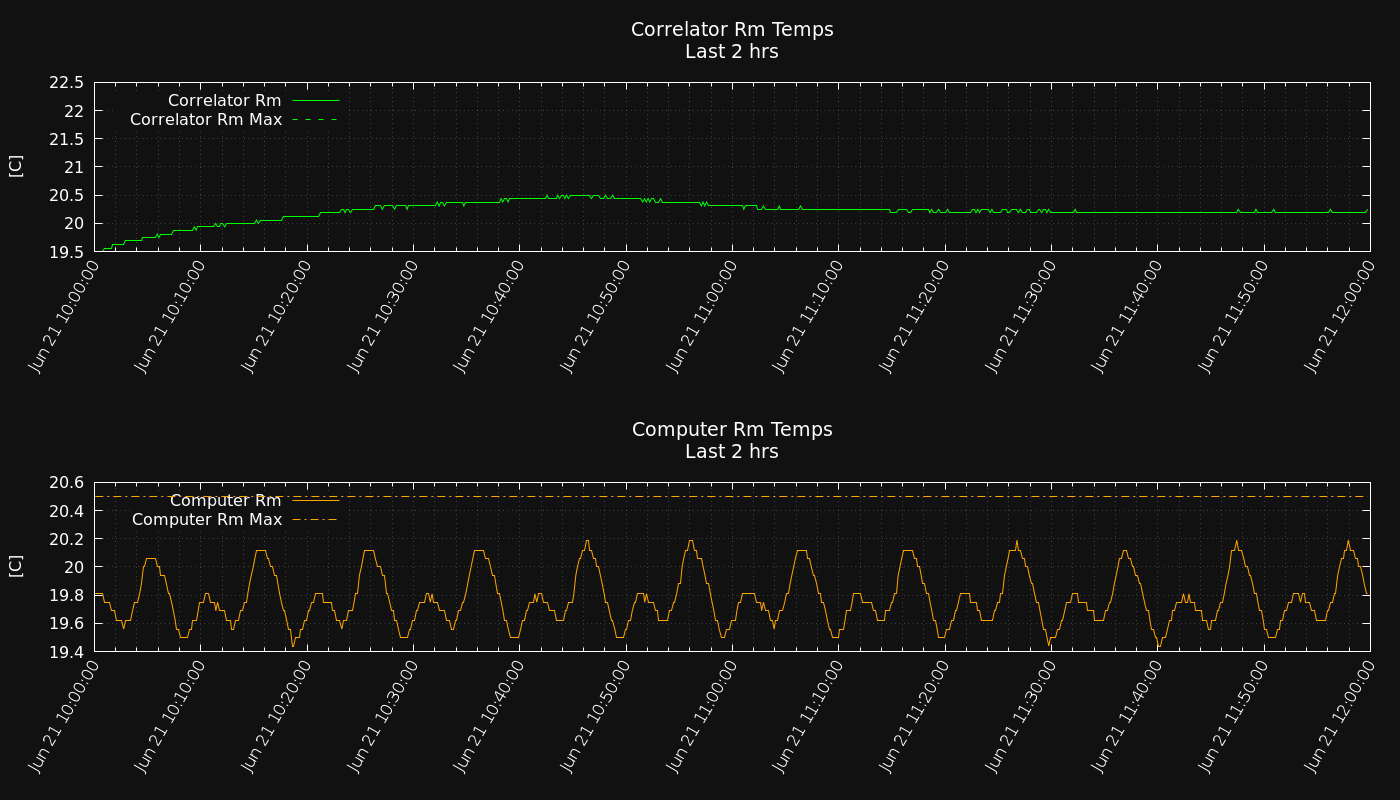 Correlator Rm Temps
Last 2 hrs
22.5
22
21.5
21
20.5
20
19.5
[C]
Correlator Rm
Correlator Rm Max
Jun 21 10:00:00
Jun 21 10:10:00
Jun 21 10:20:00
Jun 21 10:30:00
Jun 21 10:40:00
Jun 21 10:50:00
Jun 21 11:00:00
Jun 21 11:10:00
Jun 21 11:20:00
Jun 21 11:30:00
Jun 21 11:40:00
Jun 21 11:50:00
Jun 21 12:00:00
Computer Rm Temps
Last 2 hrs
20.6
20.4
20.2
20
19.8
19.6
19.4
[C]
Computer Rm
Computer Rm Max
Jun 21 10:00:00
Jun 21 10:10:00
Jun 21 10:20:00
Jun 21 10:30:00
Jun 21 10:40:00
Jun 21 10:50:00
Jun 21 11:00:00
Jun 21 11:10:00
Jun 21 11:20:00
Jun 21 11:30:00
Jun 21 11:40:00
Jun 21 11:50:00
Jun 21 12:00:00